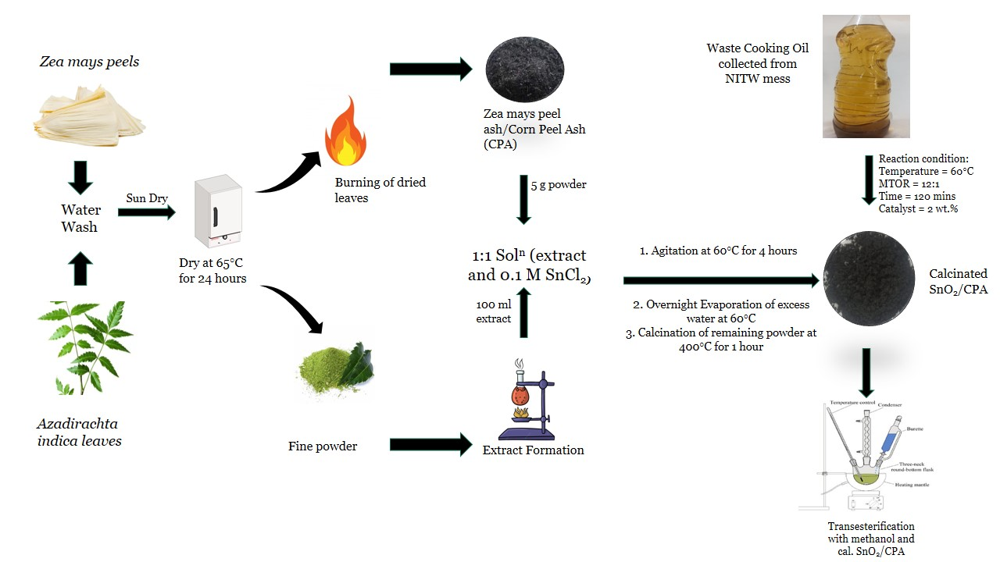 Zea mays peels
Water
Wash
Sun Dry
Azadirachta
indica leaves
Dry at 65°C
for 24 hours
Burning of dried
leaves
Fine powder
Zea mays peel
ash/Corn Peel Ash
(CPA)
5 g powder
1:1 Solⁿ (extract
and 0.1 M SnCl₂)
100 ml
extract
Extract Formation
1. Agitation at 60°C for 4 hours
2. Overnight Evaporation of excess
water at 60°C
3. Calcination of remaining powder at
400°C for 1 hour
Waste Cooking Oil
collected from
NITW mess
Reaction condition:
Temperature = 60°C
MTOR = 12:1
Time = 120 mins
Catalyst = 2 wt.%
Calcinated
SnO₂/CPA
Temperature control
Condenser
Burette
Three-neck
round-bottom flask
Heating mantle
Transesterification
with methanol and
cal. SnO₂/CPA